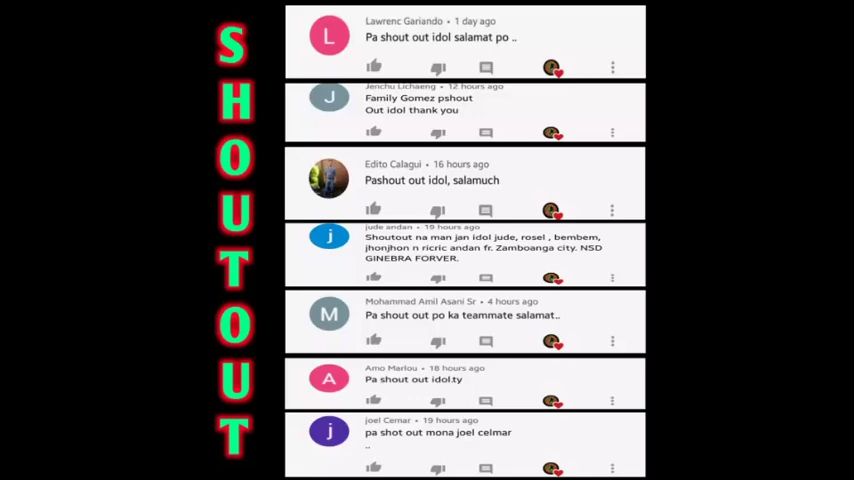 SHOUTOUT
L
Lawrenc Gariando • 1 day ago
Pa shout out idol salamat po ..
J
Jerichu Lichaeng • 12 hours ago
Family Gomez pshout
Out idol thank you
Edito Calagui • 16 hours ago
Pashout out idol, salamuch
j
jude andan • 19 hours ago
Shoutout na man jan idol jude, rosel , bembem,
jhonjhon n ricric andan fr. Zamboanga city. NSD
GINEBRA FORVER.
M
Mohammad Amil Asani Sr • 4 hours ago
Pa shout out po ka teammate salamat..
A
Amo Marlou • 18 hours ago
Pa shout out idol.ty
j
joel Cemar • 19 hours ago
pa shot out mona joel celmar
..